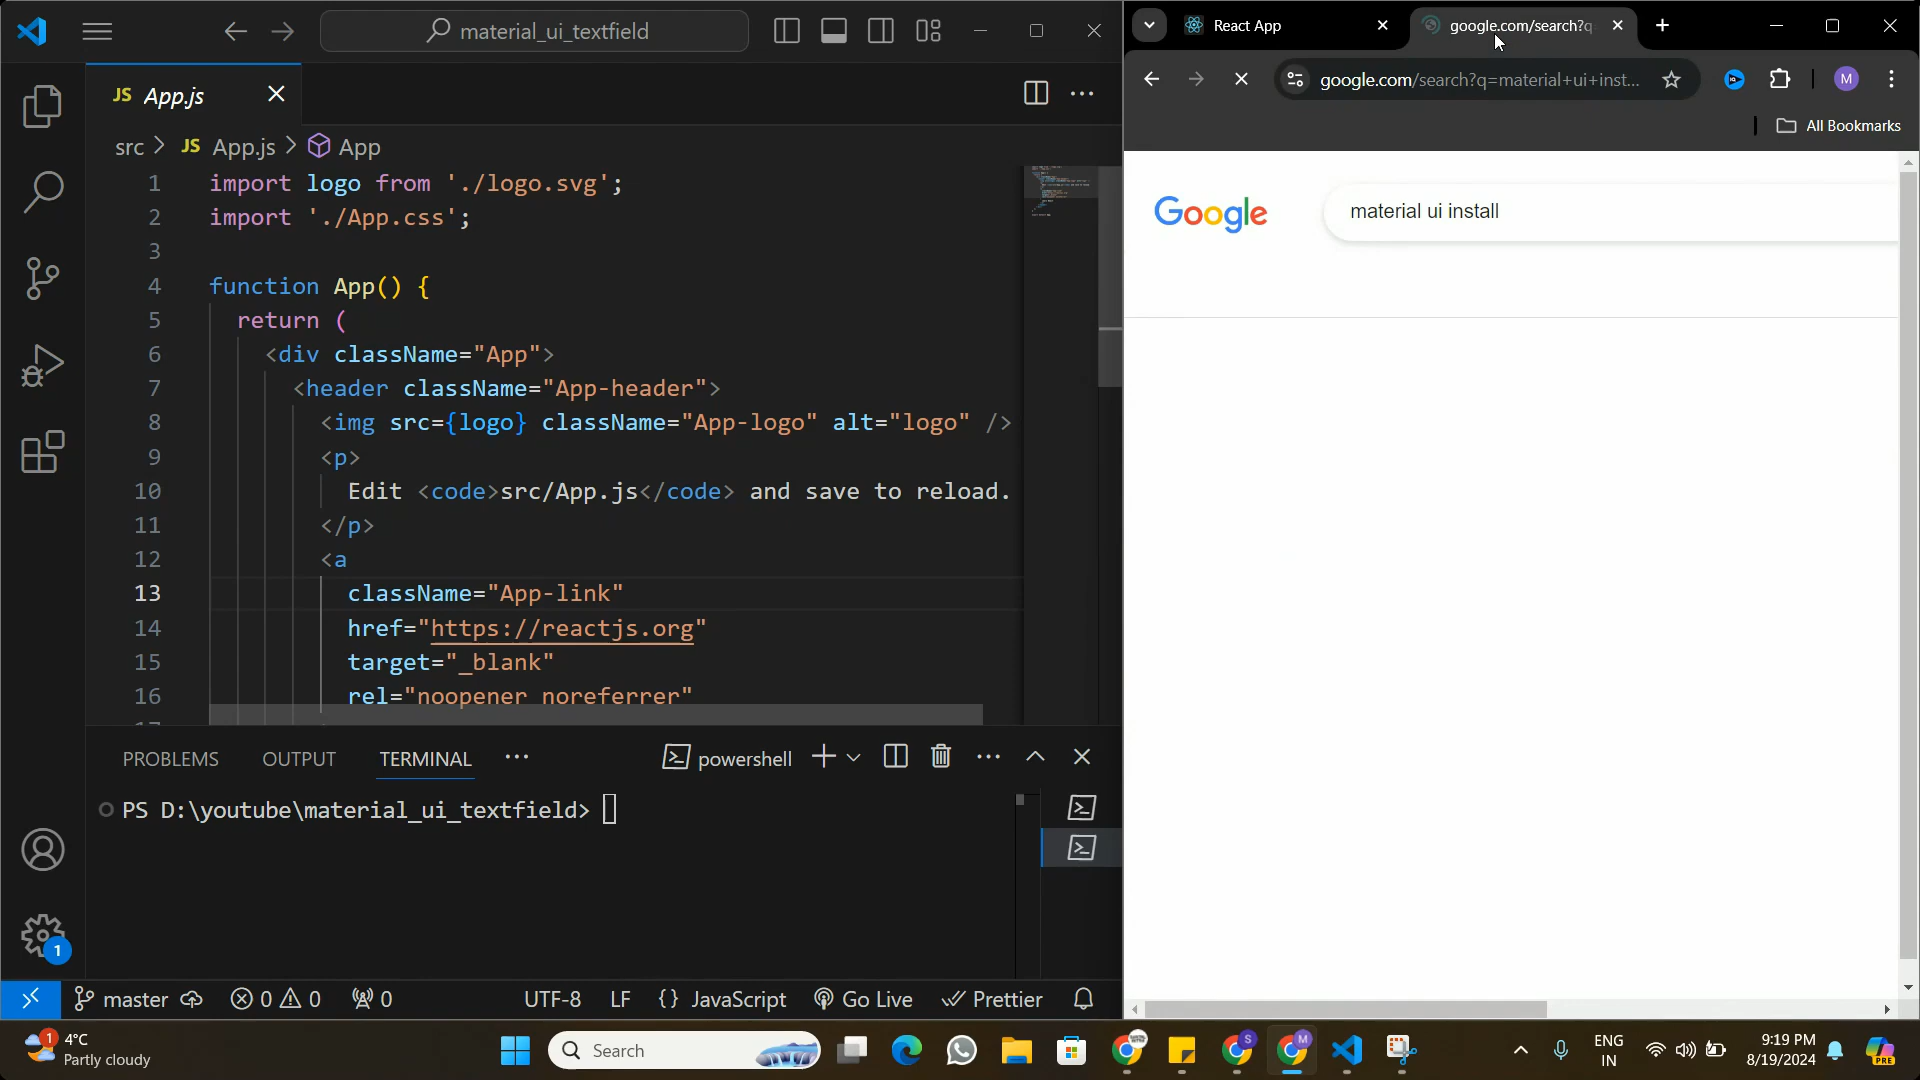 material_ui_textfield
JS App.js
src > JS App.js > App
1 import logo from './logo.svg';
2 import './App.css';
3
4 function App() {
5 return (
6 <div className="App">
7 <header className="App-header">
8 <img src={logo} className="App-logo" alt="logo" />
9 <p>
10 Edit <code>src/App.js</code> and save to reload.
11 </p>
12 <a
13 className="App-link"
14 href="https://reactjs.org"
15 target="_blank"
16 rel="noopener noreferrer"
PROBLEMS OUTPUT TERMINAL ... powershell
PS D:\youtube\material_ui_textfield>
1
master 0 0 0 UTF-8 LF {} JavaScript Go Live Prettier
React App
google.com/search?q
google.com/search?q=material+ui+inst...
M
All Bookmarks
Google material ui install
1 4°C
Partly cloudy
Search
S
M
ENG
IN
9:19 PM
8/19/2024
PRE